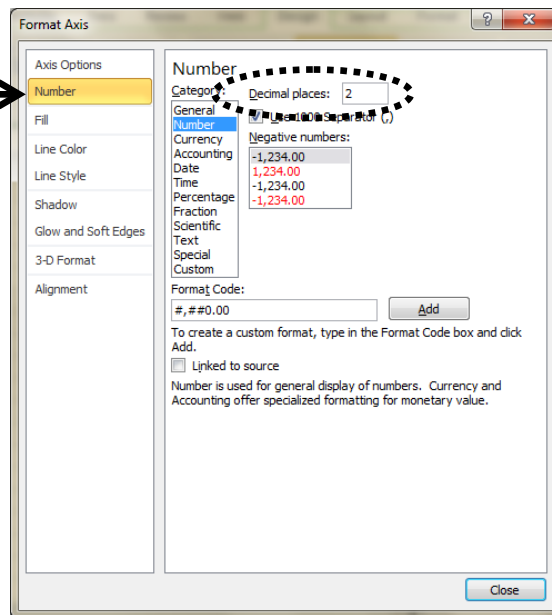 Format Axis
Axis Options
Number
Fill
Line Color
Line Style
Shadow
Glow and Soft Edges
3-D Format
Alignment
Number
Category:
General
Number
Currency
Accounting
Date
Time
Percentage
Fraction
Scientific
Text
Special
Custom
Decimal places: 2
Use 1000 Separator (,)
Negative numbers:
-1,234.00
1,234.00
-1,234.00
-1,234.00
Format Code:
#,##0.00
Add
To create a custom format, type in the Format Code box and click
Add.
Linked to source
Number is used for general display of numbers. Currency and
Accounting offer specialized formatting for monetary value.
Close